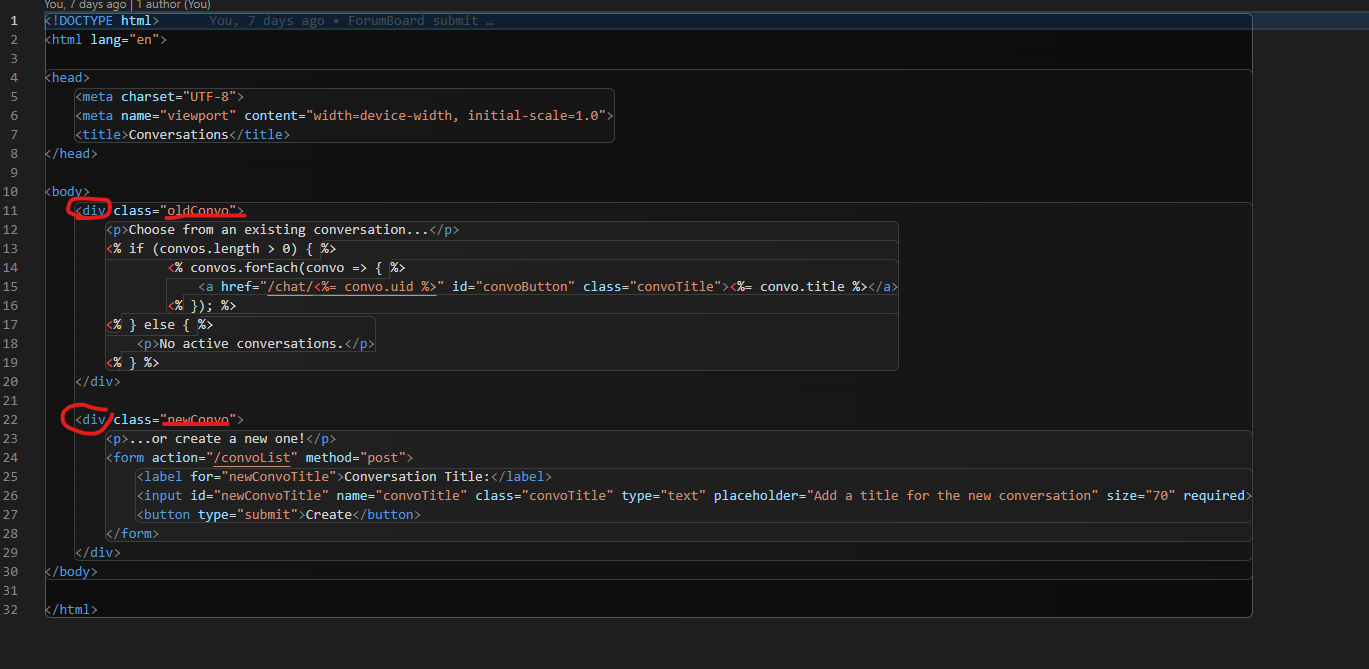 You, 7 days ago | 1 author (You)
1 <!DOCTYPE html> You, 7 days ago • ForumBoard submit …
2 <html lang="en">
3
4 <head>
5 <meta charset="UTF-8">
6 <meta name="viewport" content="width=device-width, initial-scale=1.0">
7 <title>Conversations</title>
8 </head>
9
10 <body>
11 <div class="oldConvo">
12 <p>Choose from an existing conversation...</p>
13 <% if (convos.length > 0) { %>
14 <% convos.forEach(convo => { %>
15 <a href="/chat/<%= convo.uid %>" id="convoButton" class="convoTitle"><%= convo.title %></a>
16 <% }); %>
17 <% } else { %>
18 <p>No active conversations.</p>
19 <% } %>
20 </div>
21
22 <div class="newConvo">
23 <p>...or create a new one!</p>
24 <form action="/convoList" method="post">
25 <label for="newConvoTitle">Conversation Title:</label>
26 <input id="newConvoTitle" name="convoTitle" class="convoTitle" type="text" placeholder="Add a title for the new conversation" size="70" required>
27 <button type="submit">Create</button>
28 </form>
29 </div>
30 </body>
31
32 </html>